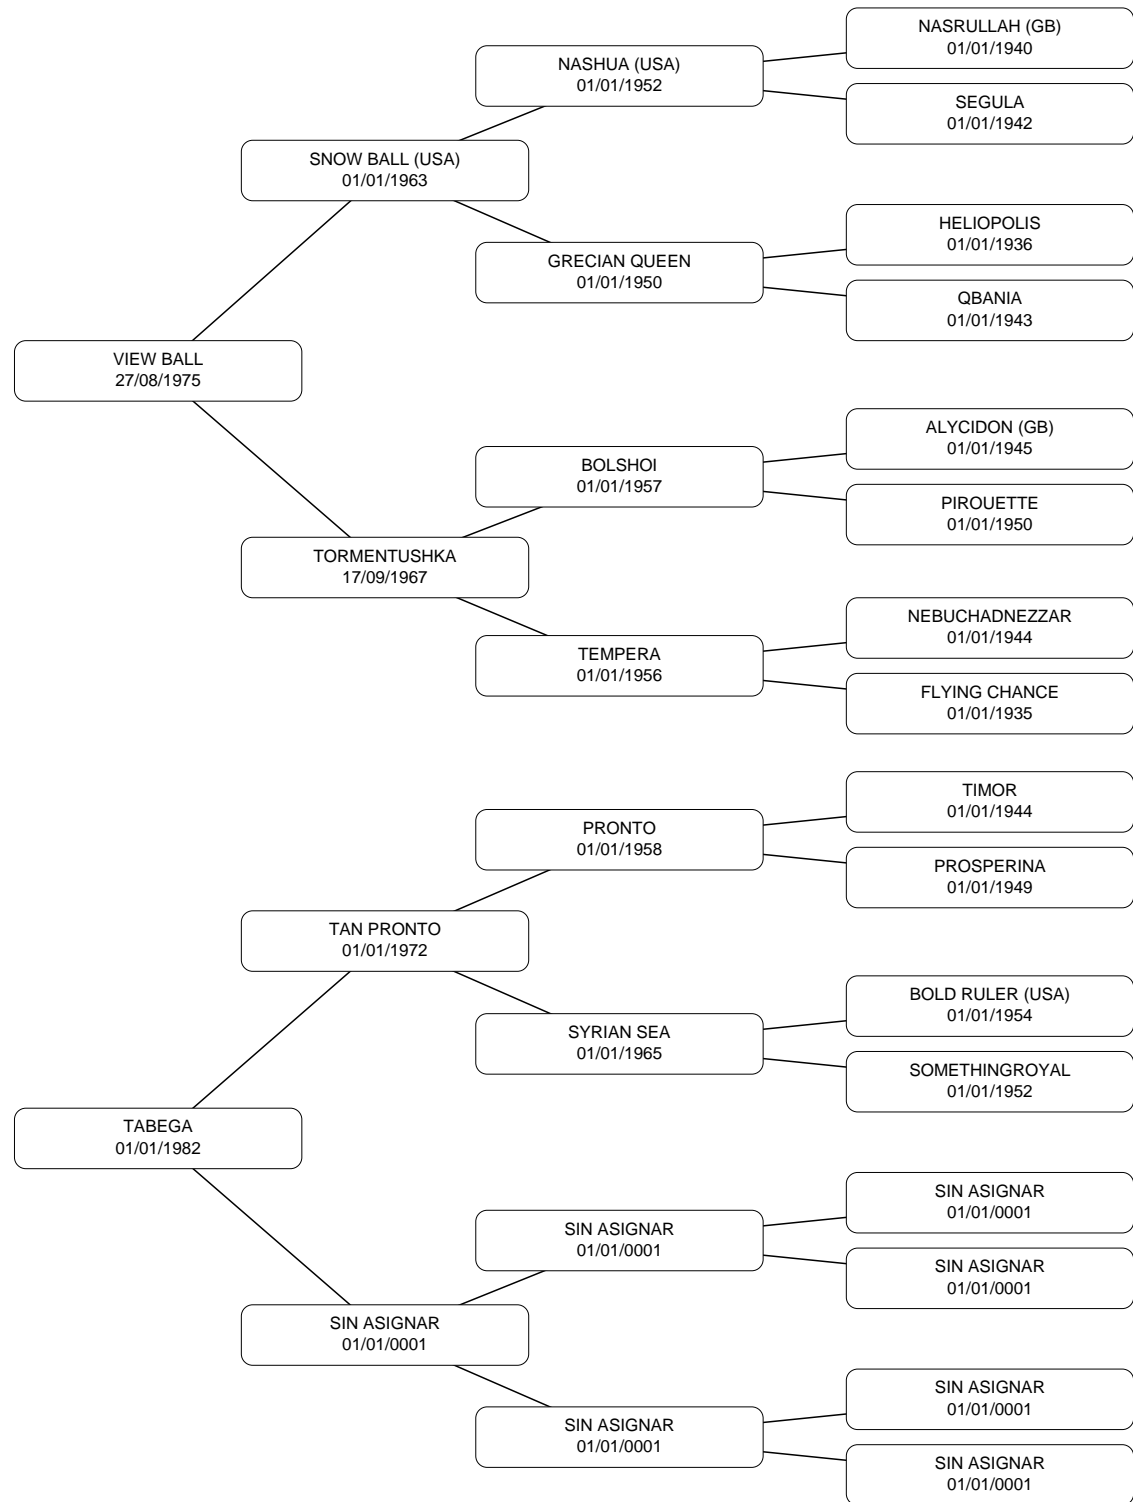 NASRULLAH (GB)
01/01/1940
NASHUA (USA)
01/01/1952
SEGULA
01/01/1942
SNOW BALL (USA)
01/01/1963
HELIOPOLIS
01/01/1936
GRECIAN QUEEN
01/01/1950
QBANIA
01/01/1943
VIEW BALL
27/08/1975
ALYCIDON (GB)
01/01/1945
BOLSHOI
01/01/1957
PIROUETTE
01/01/1950
TORMENTUSHKA
17/09/1967
NEBUCHADNEZZAR
01/01/1944
TEMPERA
01/01/1956
FLYING CHANCE
01/01/1935
TIMOR
01/01/1944
PRONTO
01/01/1958
PROSPERINA
01/01/1949
TAN PRONTO
01/01/1972
BOLD RULER (USA)
01/01/1954
SYRIAN SEA
01/01/1965
SOMETHINGROYAL
01/01/1952
TABEGA
01/01/1982
SIN ASIGNAR
01/01/0001
SIN ASIGNAR
01/01/0001
SIN ASIGNAR
01/01/0001
SIN ASIGNAR
01/01/0001
SIN ASIGNAR
01/01/0001
SIN ASIGNAR
01/01/0001
SIN ASIGNAR
01/01/0001